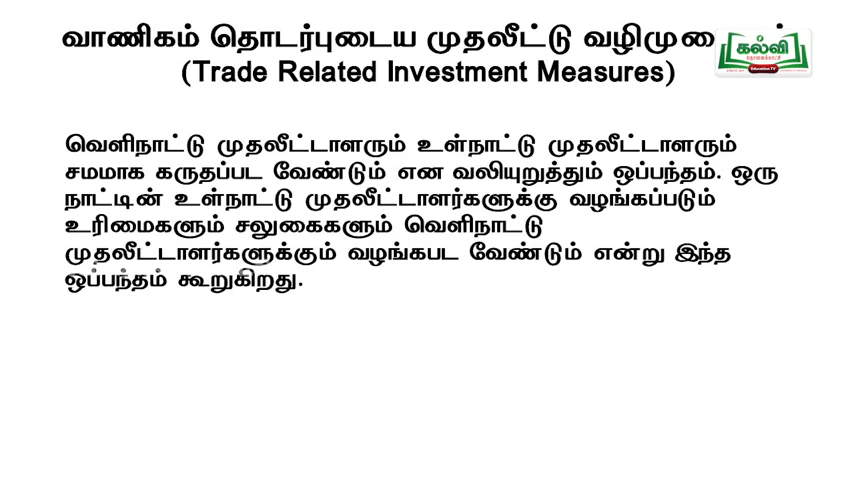 வாணிகம் தொடர்புடைய முதலீட்டு
கல்வி
தொலைக்காட்சி
Education TV
(Trade Related Investment Measures)
வெளிநாட்டு முதலீட்டாளரும் உள்நாட்டு முதலீட்டாளரும்
சமமாக கருதப்பட வேண்டும் என வலியுறுத்தும் ஒப்பந்தம். ஒரு
நாட்டின் உள்நாட்டு முதலீட்டாளர்களுக்கு வழங்கப்படும்
உரிமைகளும் சலுகைகளும் வெளிநாட்டு
முதலீட்டாளர்களுக்கும் வழங்கபட வேண்டும் என்று இந்த
ஒப்பந்தம் கூறுகிறது.